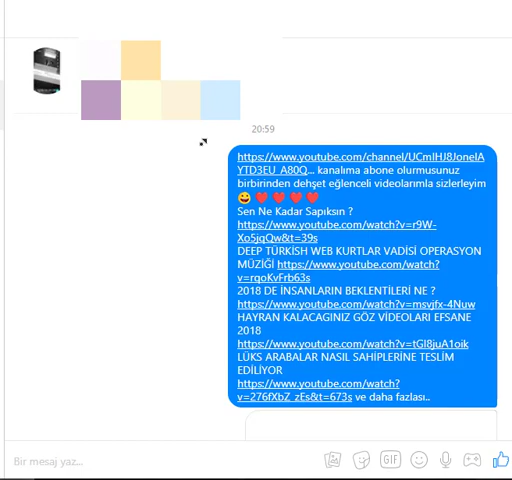 20:59
https://www.youtube.com/channel/UCmIHJ8JoneIA
YTD3EU_A80Q... kanalıma abone olurmusunuz
birbirinden dehşet eğlenceli videolarımla sizlerleyim
😄 ❤️ ❤️ ❤️ ❤️
Sen Ne Kadar Sapıksın ?
https://www.youtube.com/watch?v=r9W-
Xo5jqQw&t=39s
DEEP TÜRKİSH WEB KURTLAR VADİSİ OPERASYON
MÜZİĞİ https://www.youtube.com/watch?
v=rqoKvFrb63s
2018 DE İNSANLARIN BEKLENTİLERİ NE ?
https://www.youtube.com/watch?v=msvjfx-4Nuw
HAYRAN KALACAGINIZ GÖZ VİDEOLARI EFSANE
2018
https://www.youtube.com/watch?v=tGl8juA1oik
LÜKS ARABALAR NASIL SAHİPLERİNE TESLİM
EDİLİYOR
https://www.youtube.com/watch?
v=276fXbZ_zEs&t=673s ve daha fazlası..
Bir mesaj yaz...
GIF